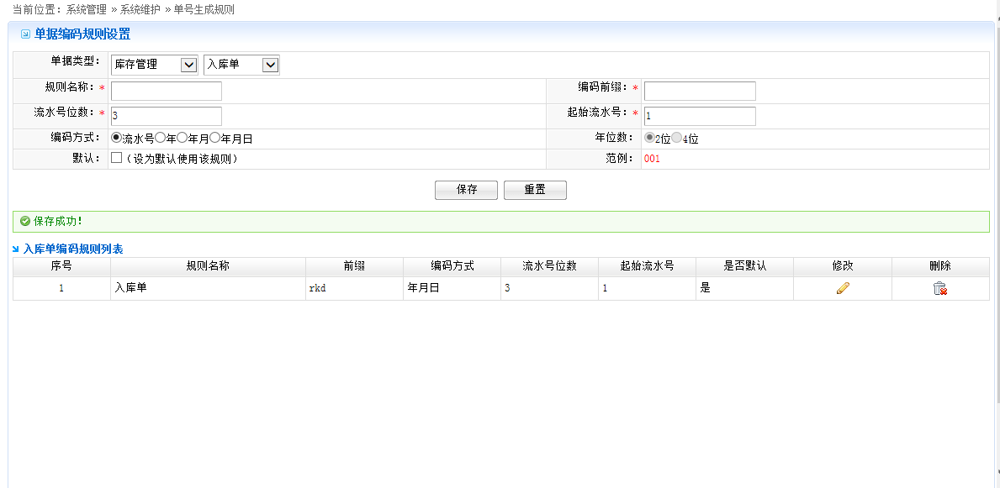 当前位置：系统管理 » 系统维护 » 单号生成规则
单据编码规则设置
单据类型： 库存管理 入库单
规则名称：* 编码前缀：*
流水号位数：* 3 起始流水号：* 1
编码方式： 流水号 年 年月 年月日 年位数： 2位 4位
默认： （设为默认使用该规则） 范例： 001
保存 重置
保存成功！
入库单编码规则列表
序号 规则名称 前缀 编码方式 流水号位数 起始流水号 是否默认 修改 删除
1 入库单 rkd 年月日 3 1 是